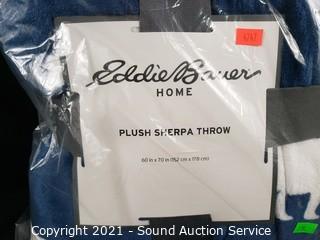 Eddie Bauer
HOME
PLUSH SHERPA THROW
60 in x 70 in (152 cm x 178 cm)
Copyright 2021 - Sound Auction Service